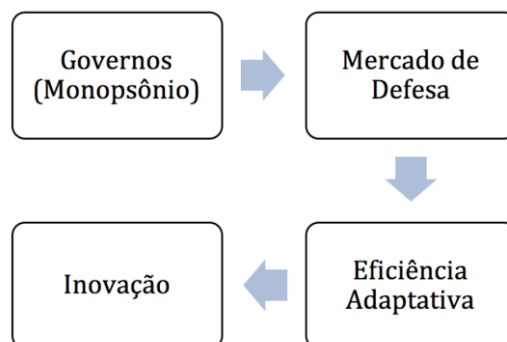 Governos
(Monopsônio)
Mercado de
Defesa
Eficiência
Adaptativa
Inovação